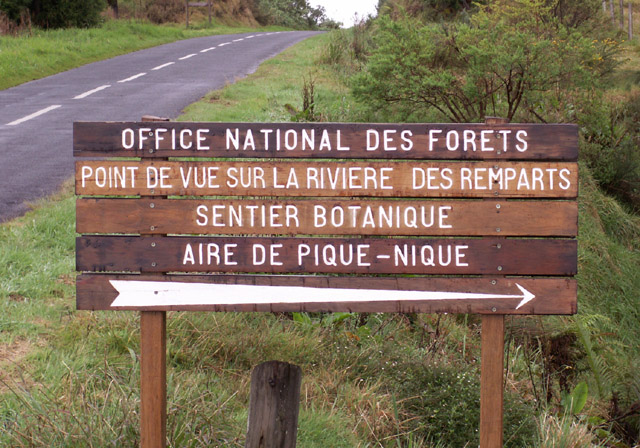 OFFICE NATIONAL DES FORETS
POINT DE VUE SUR LA RIVIERE DES REMPARTS
SENTIER BOTANIQUE
AIRE DE PIQUE-NIQUE